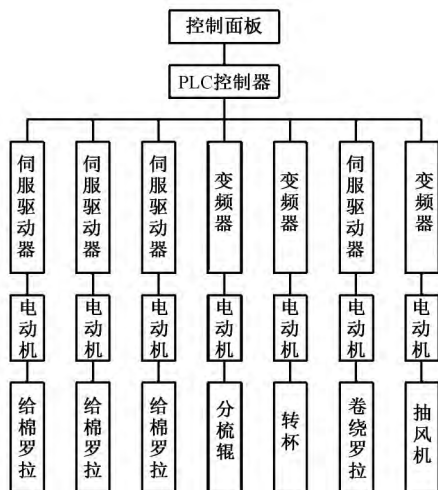 控制面板
PLC控制器
伺服驱动器
伺服驱动器
伺服驱动器
变频器
变频器
伺服驱动器
变频器
电动机
电动机
电动机
电动机
电动机
电动机
电动机
给棉罗拉
给棉罗拉
给棉罗拉
分梳辊
转杯
卷绕罗拉
抽风机